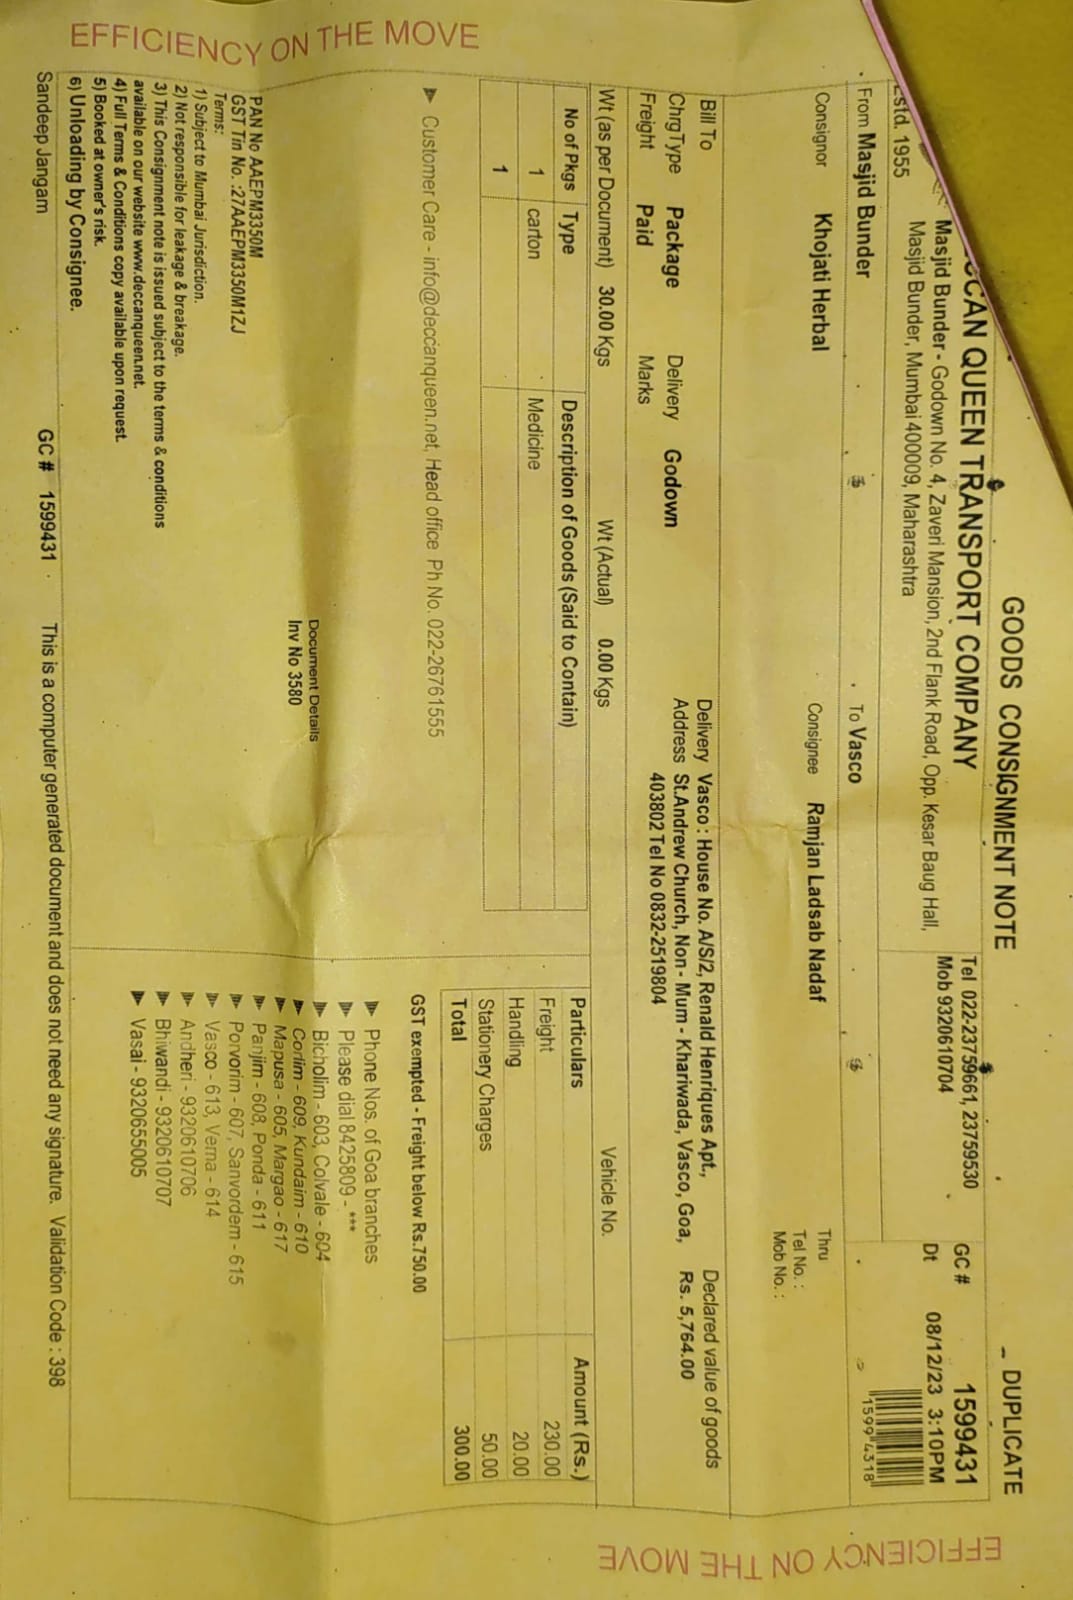 EFFICIENCY ON THE MOVE
GOODS CONSIGNMENT NOTE
- DUPLICATE
QUEEN TRANSPORT COMPANY
Masjid Bunder - Godown No. 4, Zaveri Mansion, 2nd Flank Road, Opp. Kesar Baug Hall,
Masjid Bunder, Mumbai 400009, Maharashtra
Estd. 1955
Tel 022-23759661, 23759530
Mob 9320610704
GC # 1599431
Dt 08/12/23 3:10PM
15994318
From Masjid Bunder
To Vasco
Consignor Khojati Herbal
Consignee Ramjan Ladsab Nadaf
Thru
Tel No. :
Mob No. :
Bill To
ChrgType Package Delivery Godown
Freight Paid Marks
Delivery Vasco : House No. A/S/2, Renald Henriques Apt.,
Address St.Andrew Church, Non - Mum - Khariwada, Vasco, Goa,
403802 Tel No 0832-2519804
Declared value of goods
Rs. 5,764.00
Wt (as per Document) 30.00 Kgs Wt (Actual) 0.00 Kgs Vehicle No.
No of Pkgs Type Description of Goods (Said to Contain)
1 carton Medicine
1
Particulars Amount (Rs.)
Freight 230.00
Handling 20.00
Stationery Charges 50.00
Total 300.00
GST exempted - Freight below Rs.750.00
► Customer Care - info@deccanqueen.net, Head office Ph No. 022-26761555
► Phone Nos. of Goa branches
► Please dial 8425809 - ***
► Bicholim - 603, Colvale - 604
► Corlim - 609, Kundaim - 610
► Mapusa - 605, Margao - 617
► Panjim - 608, Ponda - 611
► Porvorim - 607, Sanvordem - 615
► Vasco - 613, Verna - 614
► Andheri - 9320610706
► Bhiwandi - 9320610707
► Vasai - 9320655005
Document Details
Inv No 3580
PAN No AAEPM3350M
GST Tin No. :27AAEPM3350M1ZJ
Terms:
1) Subject to Mumbai Jurisdiction.
2) Not responsible for leakage & breakage.
3) This Consignment note is issued subject to the terms & conditions
available on our website www.deccanqueen.net.
4) Full Terms & Conditions copy available upon request.
5) Booked at owner's risk.
6) Unloading by Consignee.
Sandeep Jangam GC # 1599431 This is a computer generated document and does not need any signature. Validation Code : 398
EFFICIENCY ON THE MOVE